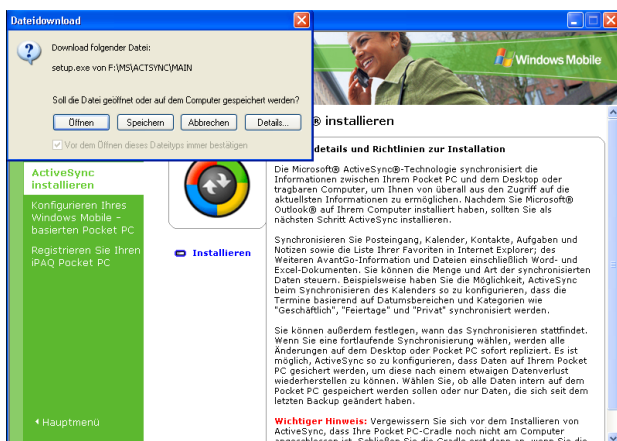 Dateidownload
Download folgender Datei:
setup.exe von F:\MS\ACTSYNC\MAIN
Soll die Datei geöffnet oder auf dem Computer gespeichert werden?
Öffnen Speichern Abbrechen Details...
Vor dem Öffnen dieses Dateityps immer bestätigen
Windows Mobile
® installieren
details und Richtlinien zur Installation
ActiveSync
installieren
Konfigurieren Ihres
Windows Mobile –
basierten Pocket PC
Registrieren Sie Ihren
iPAQ Pocket PC
Hauptmenü
Installieren
Die Microsoft® ActiveSync®-Technologie synchronisiert die
Informationen zwischen Ihrem Pocket PC und dem Desktop oder
tragbaren Computer, um Ihnen von überall aus den Zugriff auf die
aktuellsten Informationen zu ermöglichen. Nachdem Sie Microsoft®
Outlook® auf Ihrem Computer installiert haben, sollten Sie als
nächsten Schritt ActiveSync installieren.
Synchronisieren Sie Posteingang, Kalender, Kontakte, Aufgaben und
Notizen sowie die Liste Ihrer Favoriten in Internet Explorer; des
Weiteren AvantGo-Information und Dateien einschließlich Word- und
Excel-Dokumenten. Sie können die Menge und Art der synchronisierten
Daten steuern. Beispielsweise haben Sie die Möglichkeit, ActiveSync
beim Synchronisieren des Kalenders so zu konfigurieren, dass die
Termine basierend auf Datumsbereichen und Kategorien wie
"Geschäftlich", "Feiertage" und "Privat" synchronisiert werden.
Sie können außerdem festlegen, wann das Synchronisieren stattfindet.
Wenn Sie eine fortlaufende Synchronisierung wählen, werden alle
Änderungen auf dem Desktop oder Pocket PC sofort repliziert. Es ist
möglich, ActiveSync so zu konfigurieren, dass Daten auf Ihrem Pocket
PC gesichert werden, um diese nach einem etwaigen Datenverlust
wiederherstellen zu können. Wählen Sie, ob alle Daten intern auf dem
Pocket PC gespeichert werden sollen oder nur Daten, die sich seit dem
letzten Backup geändert haben.
Wichtiger Hinweis: Vergewissern Sie sich vor dem Installieren von
ActiveSync, dass Ihre Pocket PC-Cradle noch nicht am Computer
angeschlossen ist. Schließen Sie die Cradle erst dann an, wenn Sie die